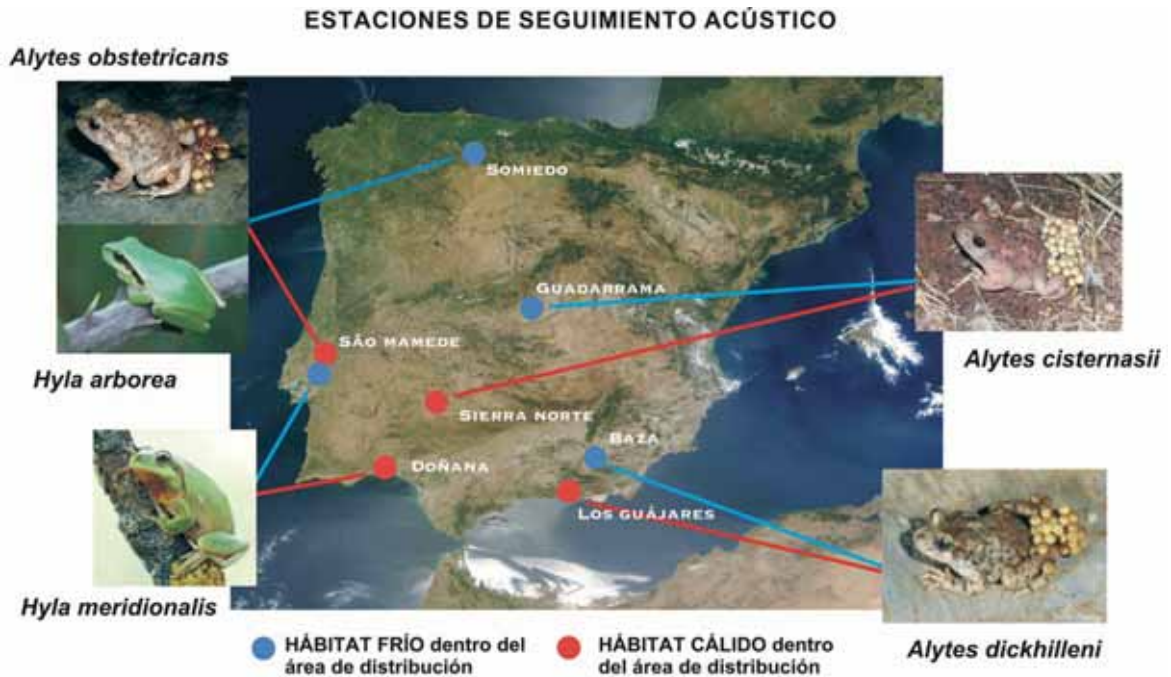 ESTACIONES DE SEGUIMIENTO ACÚSTICO
Alytes obstetricans
SOMIEDO
GUADARRAMA
SÂO MAMEDE
Hyla arborea
Alytes cisternasii
SIERRA NORTE
BAZA
DOÑANA
LOS GUÁJARES
Hyla meridionalis
HÁBITAT FRÍO dentro del
área de distribución
HÁBITAT CÁLIDO dentro
del área de distribución
Alytes dickhilleni